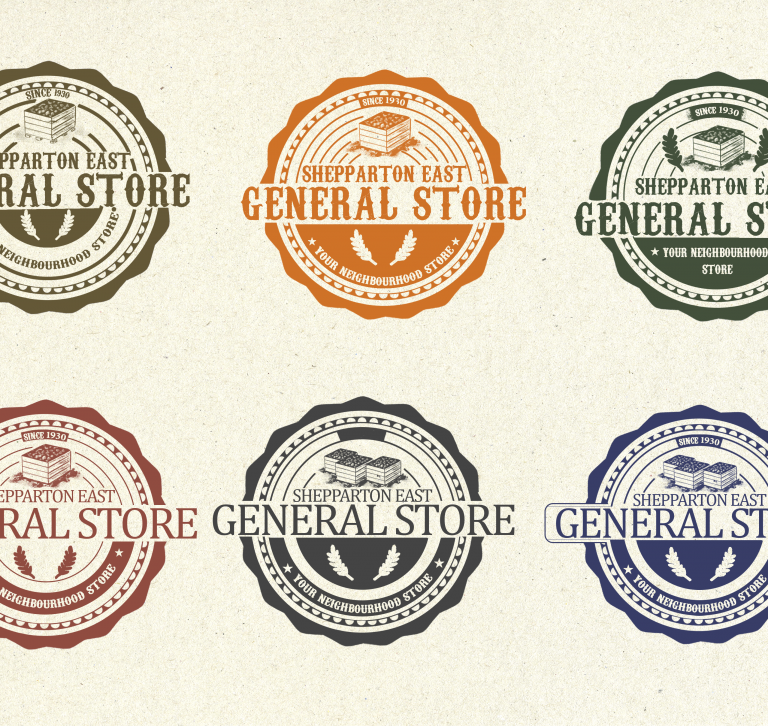 SINCE 1930
PPARTON EAST
RAL STORE
NEIGHBOURHOOD STORE
SINCE 1930
SHEPPARTON EAST
GENERAL STORE
★ YOUR NEIGHBOURHOOD STORE ★
SINCE 1930
SHEPPARTON EA
GENERAL S
★ YOUR NEIGHBOURHOOD
STORE
SINCE 1930
EPPARTON EAST
RAL STORE
NEIGHBOURHOOD STORE ★
SHEPPARTON EAST
GENERAL STORE
★ YOUR NEIGHBOURHOOD STORE ★
SINCE 1930
SHEPPARTON EAST
GENERAL ST
★ YOUR NEIGHBOURHOOD STORE